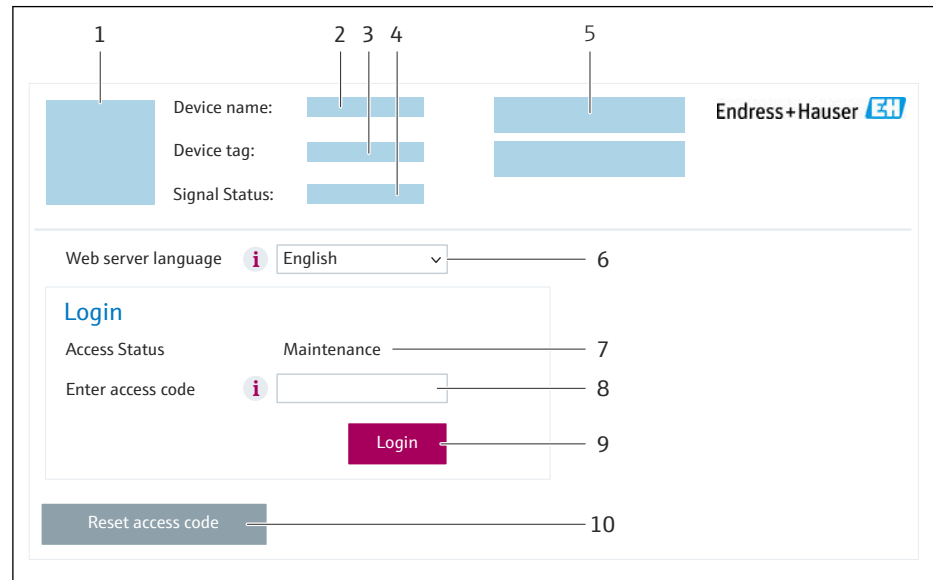 1 2 3 4 5
Device name:
Endress+Hauser EH
Device tag:
Signal Status:
Web server language i English 6
Login
Access Status Maintenance 7
Enter access code i 8
Login 9
Reset access code 10